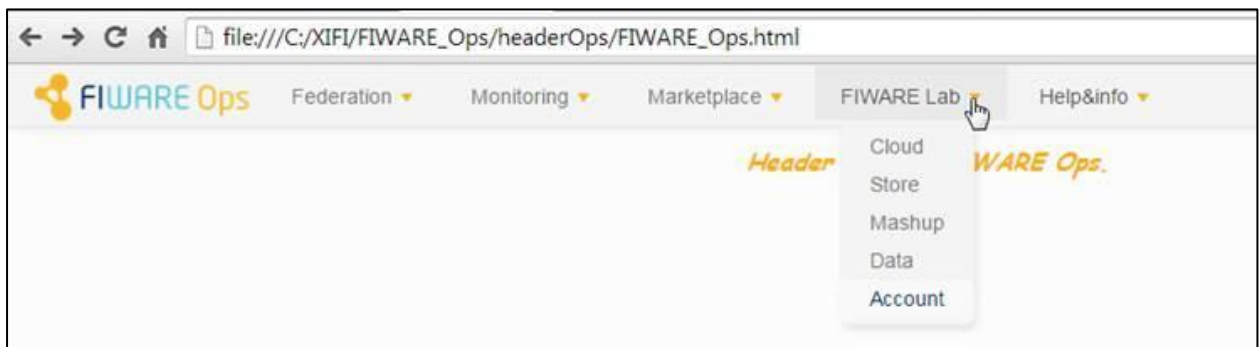 file:///C:/XIFI/FIWARE_Ops/headerOps/FIWARE_Ops.html
FIWARE Ops Federation Monitoring Marketplace FIWARE Lab Help&info
Header WARE Ops.
Cloud
Store
Mashup
Data
Account